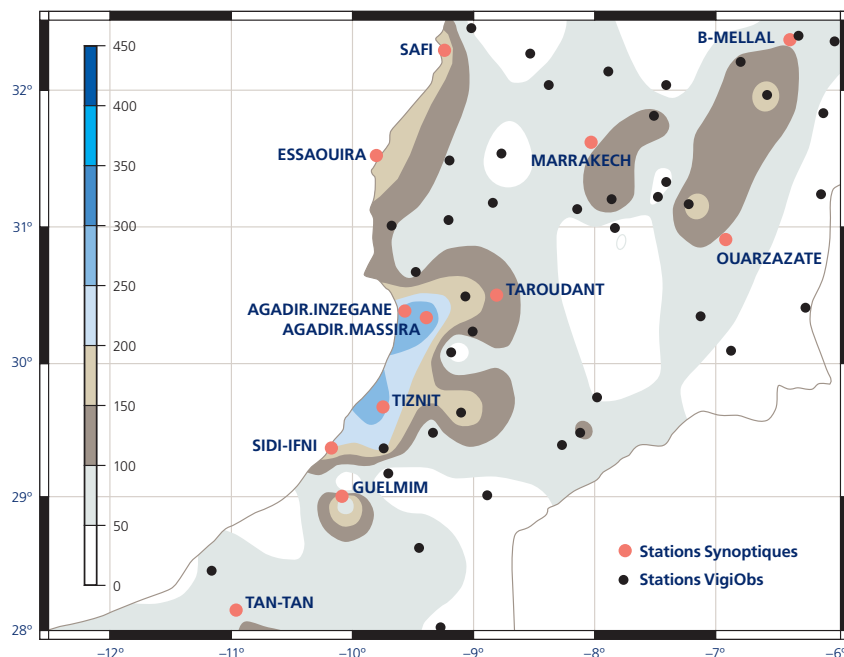 450
400
350
300
250
200
150
100
50
0
32°
31°
30°
29°
28°
SAFI
B-MELLAL
ESSAOUIRA
MARRAKECH
OUARZAZATE
TAROUDANT
AGADIR.INZEGANE
AGADIR.MASSIRA
TIZNIT
SIDI-IFNI
GUELMIM
TAN-TAN
Stations Synoptiques
Stations VigiObs
−12° −11° −10° −9° −8° −7° −6°